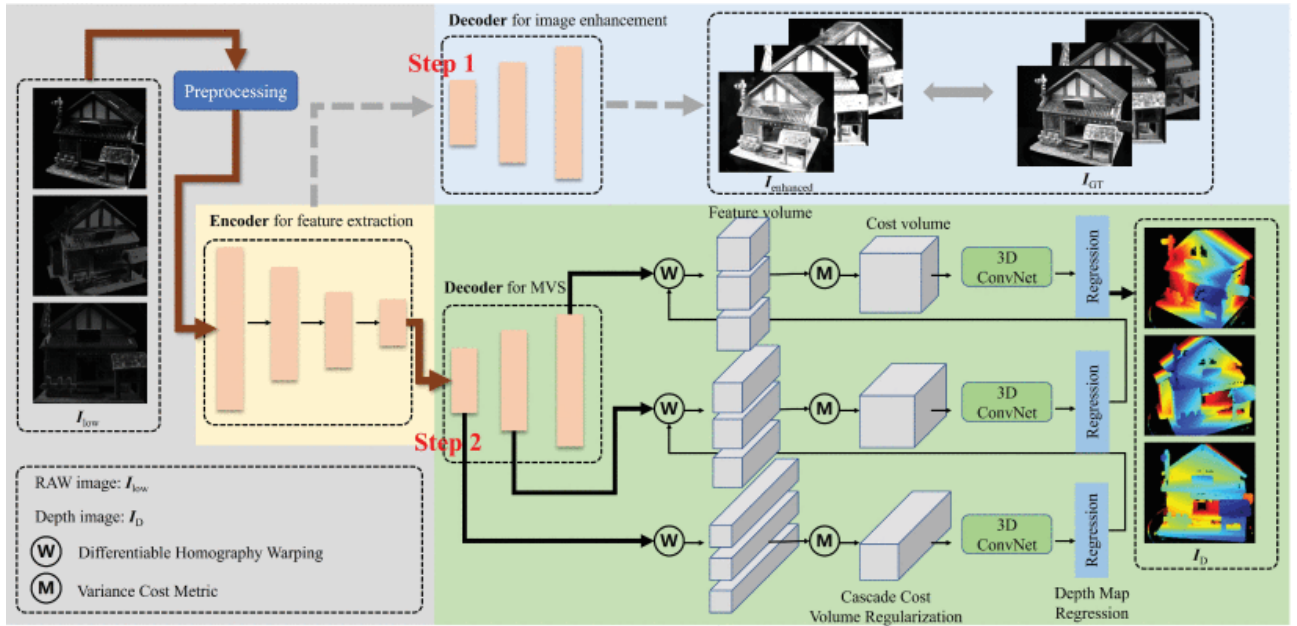 Decoder for image enhancement
Step 1
Preprocessing
I_low
I_enhanced
I_GT
Encoder for feature extraction
Decoder for MVS
Step 2
Feature volume
Cost volume
W
M
3D
ConvNet
Regression
W
M
3D
ConvNet
Regression
W
M
3D
ConvNet
Regression
Cascade Cost
Volume Regularization
Depth Map
Regression
I_D
RAW image: I_low
Depth image: I_D
W Differentiable Homography Warping
M Variance Cost Metric